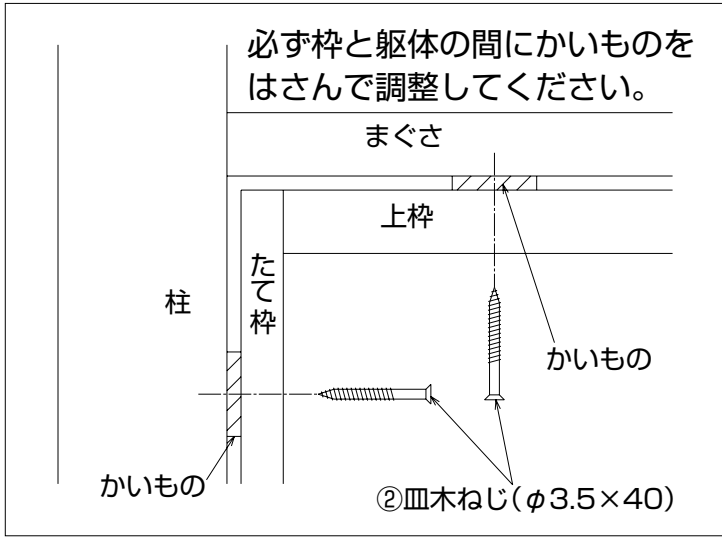 必ず枠と躯体の間にかいものを
はさんで調整してください。
まぐさ
上枠
たて枠
柱
かいもの
かいもの
②皿木ねじ(φ3.5×40)